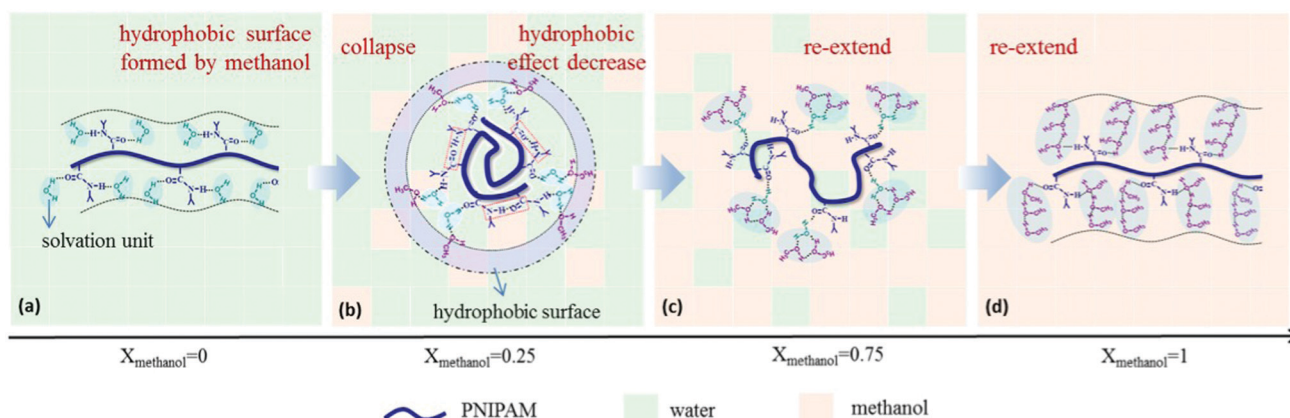 hydrophobic surface
formed by methanol
solvation unit
(a)
collapse
hydrophobic
effect decrease
hydrophobic surface
(b)
re-extend
(c)
re-extend
(d)
Xmethanol=0
Xmethanol=0.25
Xmethanol=0.75
Xmethanol=1
PNIPAM
water
methanol